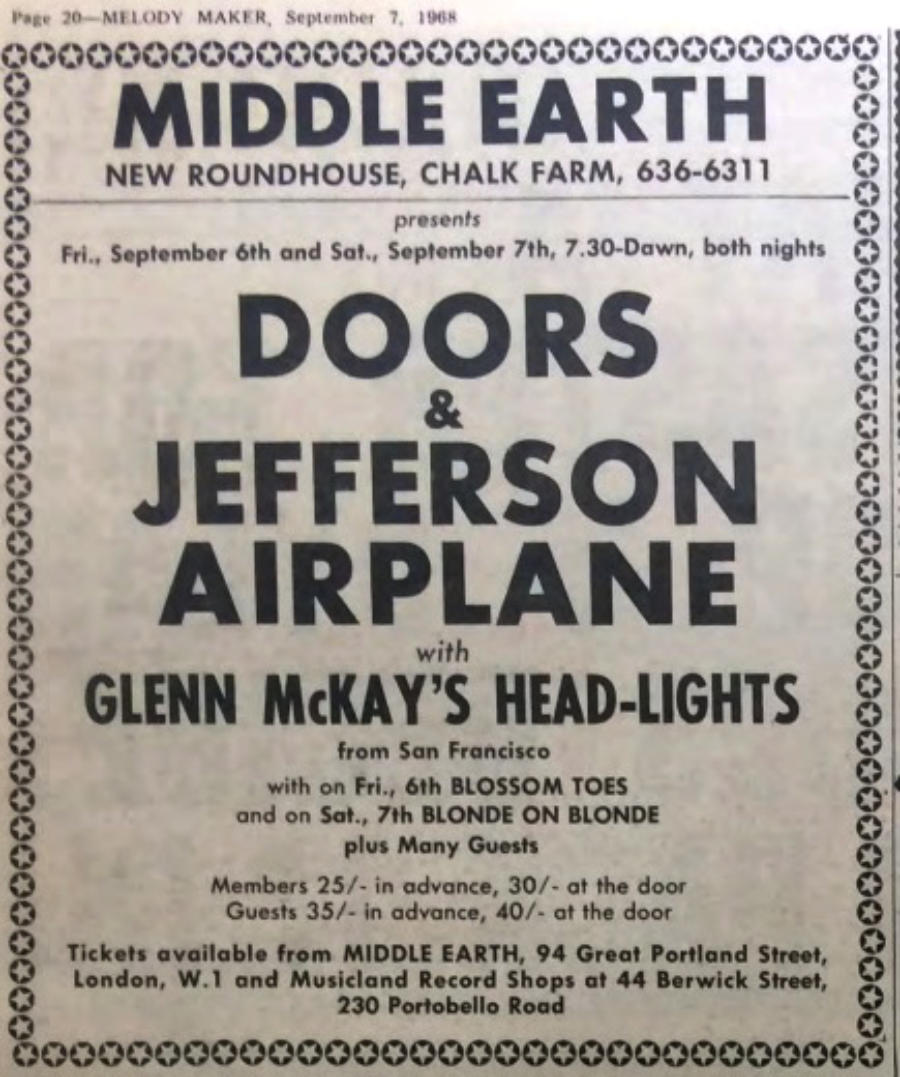 Page 20—MELODY MAKER, September 7, 1968
MIDDLE EARTH
NEW ROUNDHOUSE, CHALK FARM, 636-6311
presents
Fri., September 6th and Sat., September 7th, 7.30-Dawn, both nights
DOORS
&
JEFFERSON
AIRPLANE
with
GLENN McKAY'S HEAD-LIGHTS
from San Francisco
with on Fri., 6th BLOSSOM TOES
and on Sat., 7th BLONDE ON BLONDE
plus Many Guests
Members 25/- in advance, 30/- at the door
Guests 35/- in advance, 40/- at the door
Tickets available from MIDDLE EARTH, 94 Great Portland Street,
London, W.1 and Musicland Record Shops at 44 Berwick Street,
230 Portobello Road